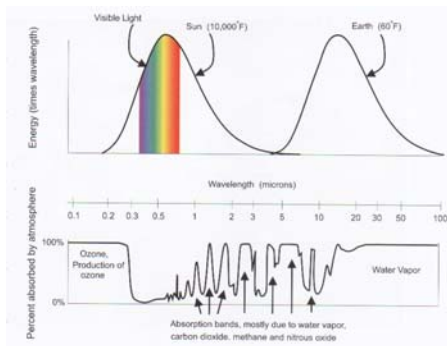 Visible Light
Sun (10,000°F)
Earth (60°F)
Energy (times wavelength)
Wavelength (microns)
0.1 0.2 0.3 0.5 1 2 3 5 10 20 30 50 100
Percent absorbed by atmosphere
100%
0%
Ozone,
Production of
ozone
100%
Water Vapor
Absorption bands, mostly due to water vapor,
carbon dioxide, methane and nitrous oxide